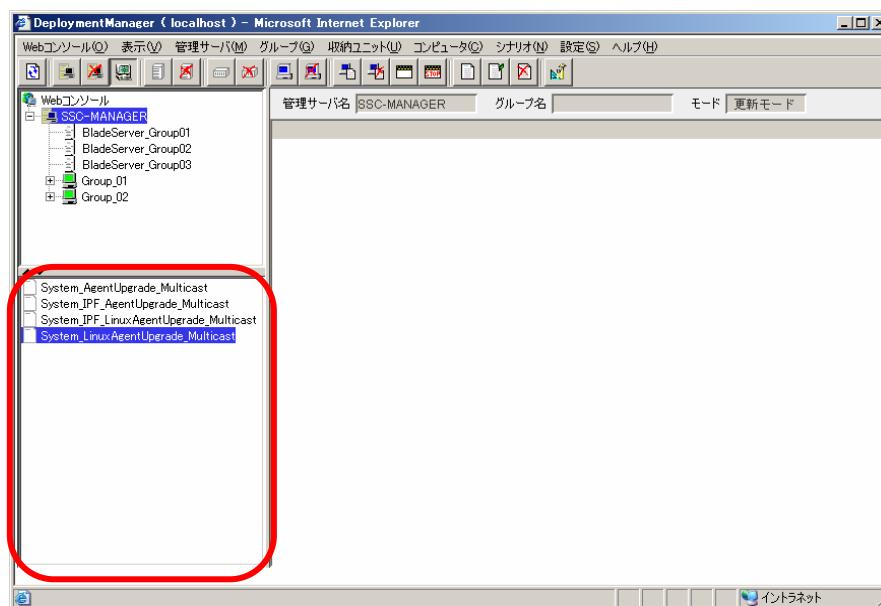 DeploymentManager ( localhost ) - Microsoft Internet Explorer
Webコンソール(O) 表示(V) 管理サーバ(M) グループ(G) 収納ユニット(U) コンピュータ(C) シナリオ(N) 設定(S) ヘルプ(H)
STOP
管理サーバ名 SSC-MANAGER グループ名 モード 更新モード
Webコンソール
SSC-MANAGER
BladeServer_Group01
BladeServer_Group02
BladeServer_Group03
Group_01
Group_02
System_AgentUpgrade_Multicast
System_IPF_AgentUpgrade_Multicast
System_IPF_LinuxAgentUpgrade_Multicast
System_LinuxAgentUpgrade_Multicast
イントラネット